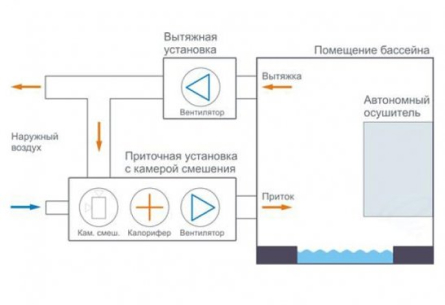 Вытяжная
установка
Помещение бассейна
Вытяжка
Вентилятор
Автономный
осушитель
Наружный
воздух
Приточная установка
с камерой смешения
Приток
Кам. смеш.
Калорифер
Вентилятор